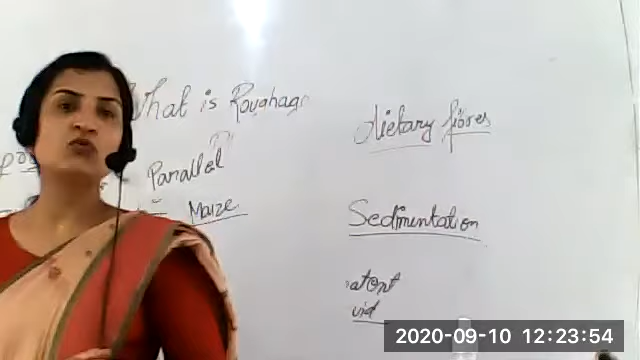 What is Roughage
dietary fibres
Parallel
Maize
Sedimentation
2020-09-10 12:23:54